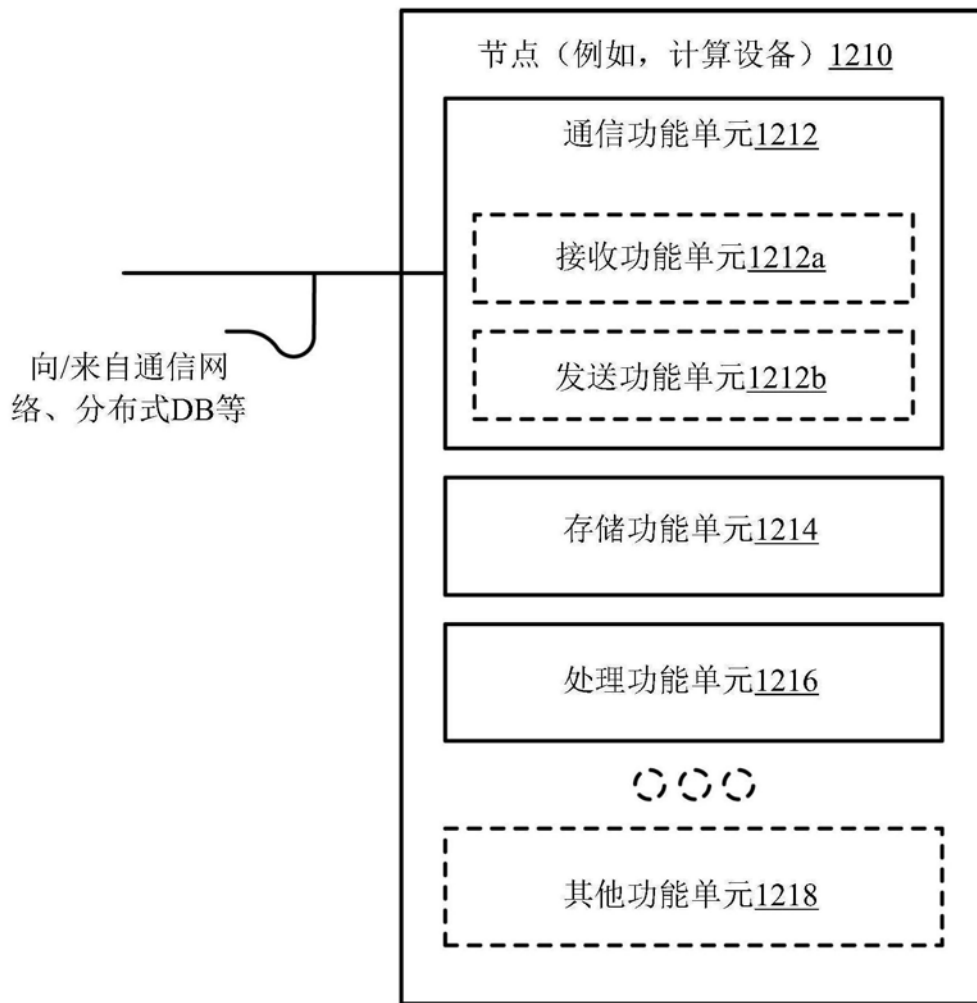 节点（例如，计算设备）1210
通信功能单元1212
接收功能单元1212a
发送功能单元1212b
向/来自通信网
络、分布式DB等
存储功能单元1214
处理功能单元1216
其他功能单元1218